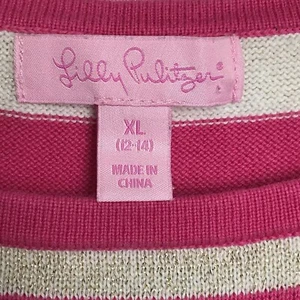 Lilly Pulitzer®
XL
(12-14)
MADE IN
CHINA